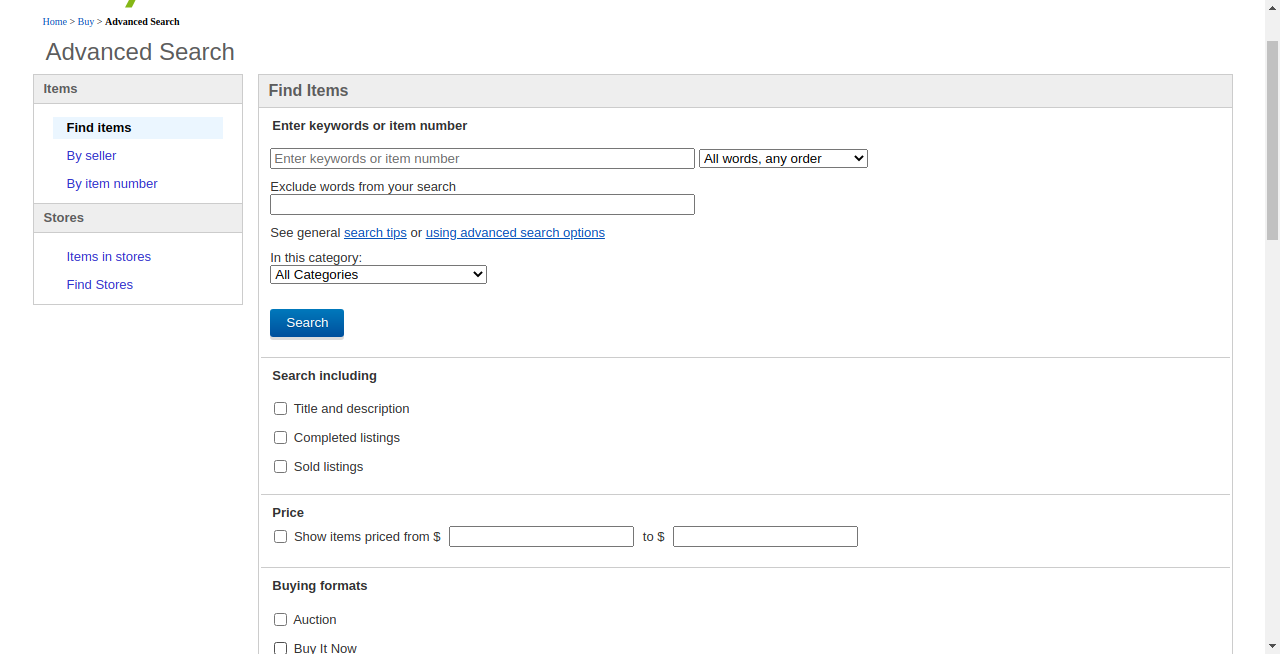 Home > Buy > Advanced Search
Advanced Search
Items
Find items
By seller
By item number
Stores
Items in stores
Find Stores
Find Items
Enter keywords or item number
Enter keywords or item number All words, any order
Exclude words from your search
See general search tips or using advanced search options
In this category:
All Categories
Search
Search including
Title and description
Completed listings
Sold listings
Price
Show items priced from $ to $
Buying formats
Auction
Buy It Now